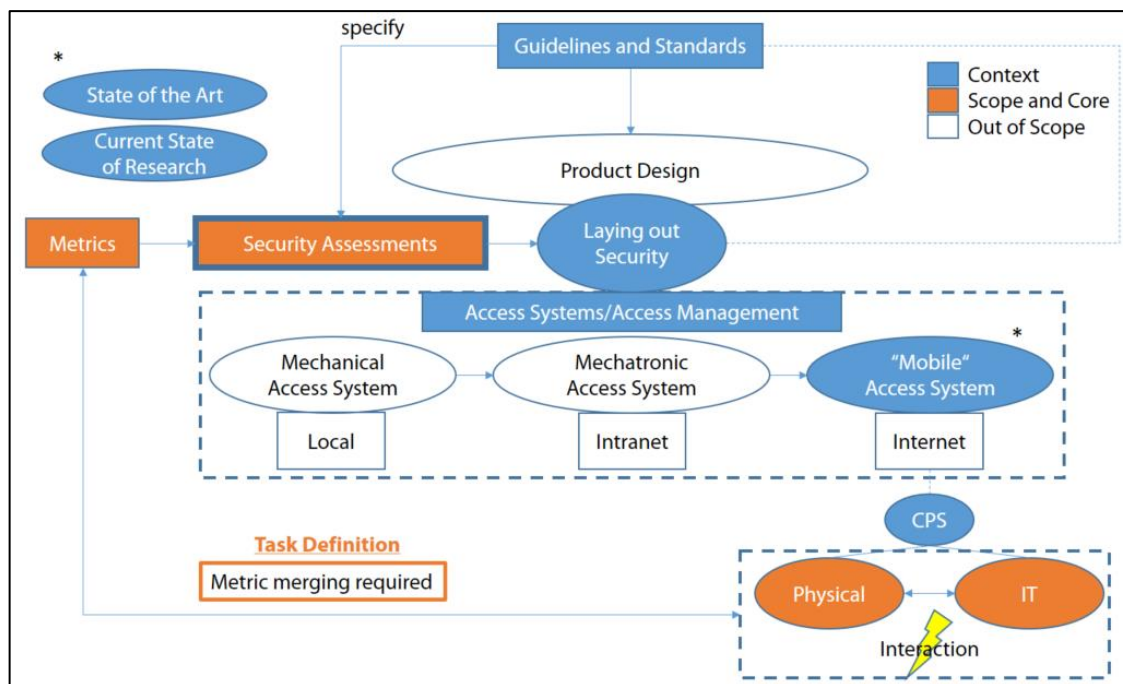 specify
Guidelines and Standards
*
State of the Art
Current State
of Research
Context
Scope and Core
Out of Scope
Product Design
Metrics
Security Assessments
Laying out
Security
Access Systems/Access Management
*
Mechanical
Access System
Mechatronic
Access System
“Mobile“
Access System
Local
Intranet
Internet
CPS
Task Definition
Metric merging required
Physical
IT
Interaction